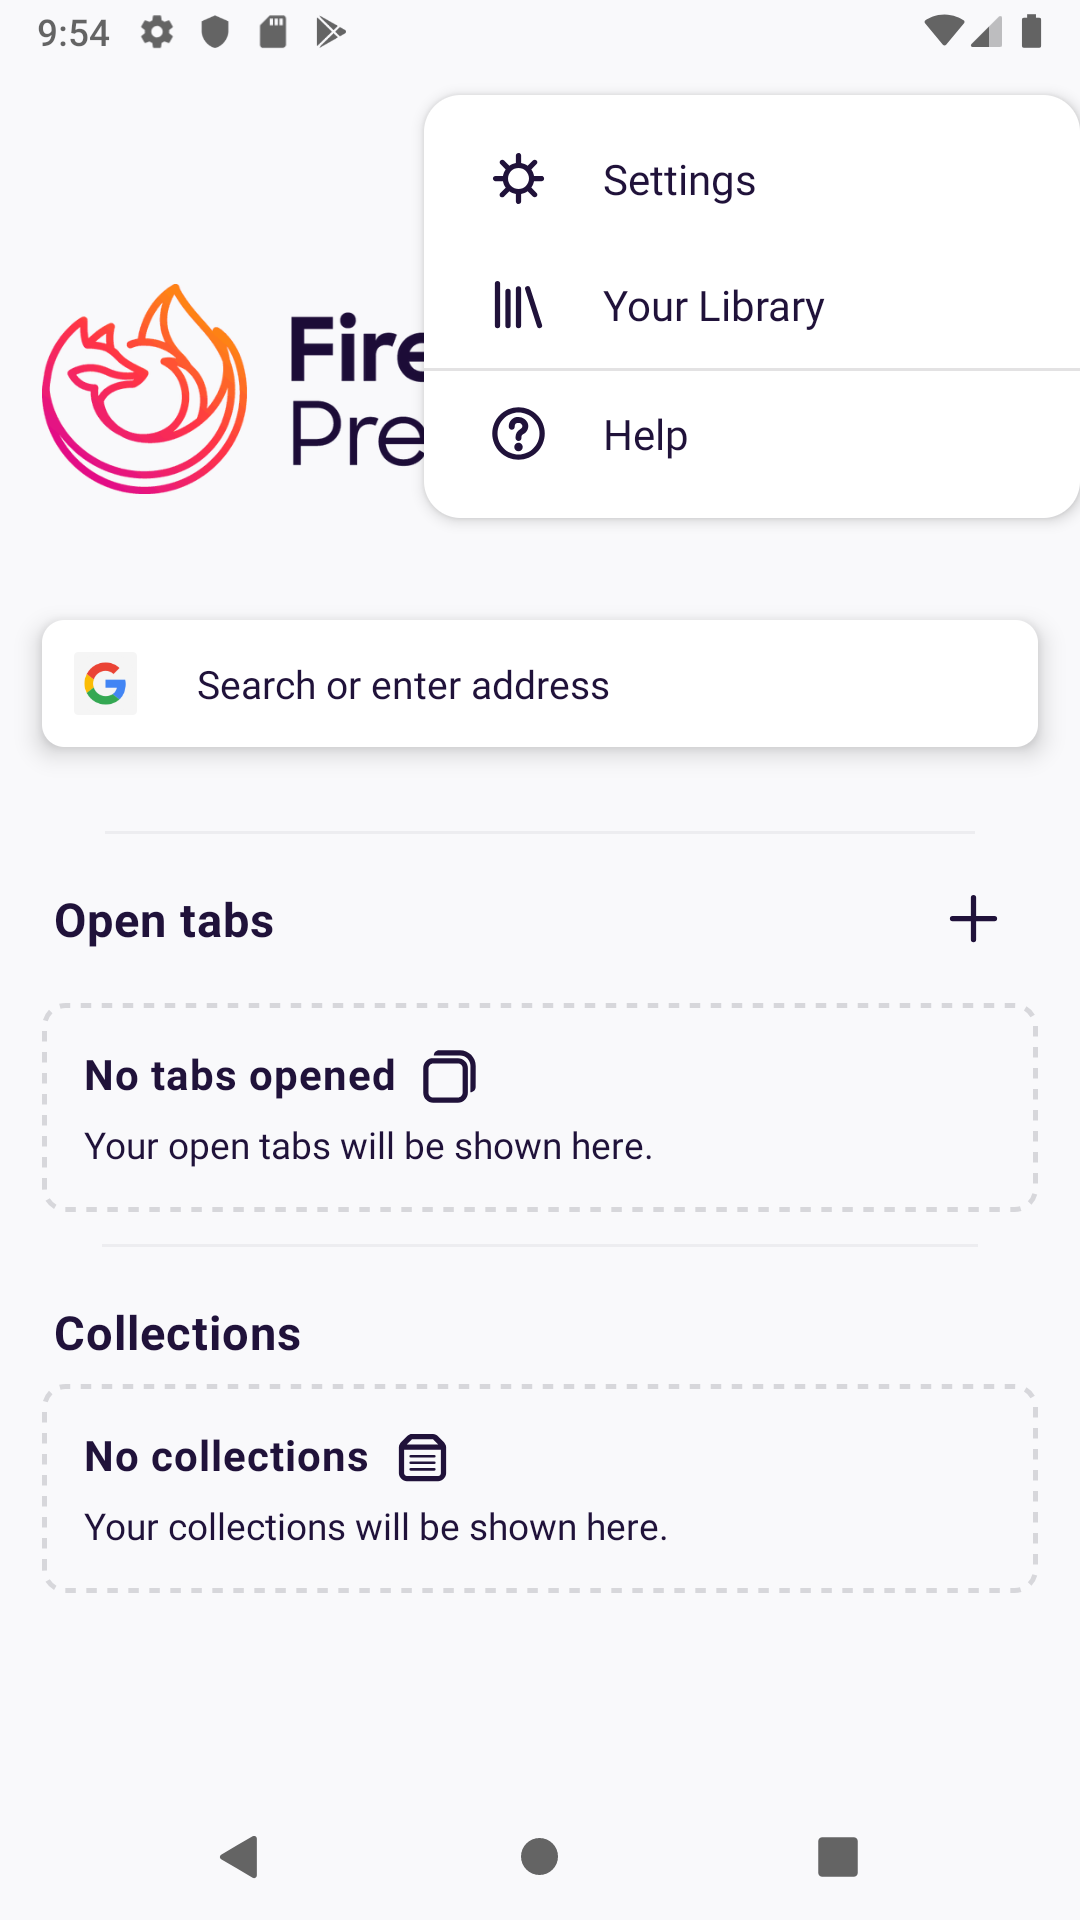 9:54
Settings
Your Library
Help
Fire
Pre
Search or enter address
Open tabs
No tabs opened
Your open tabs will be shown here.
Collections
No collections
Your collections will be shown here.